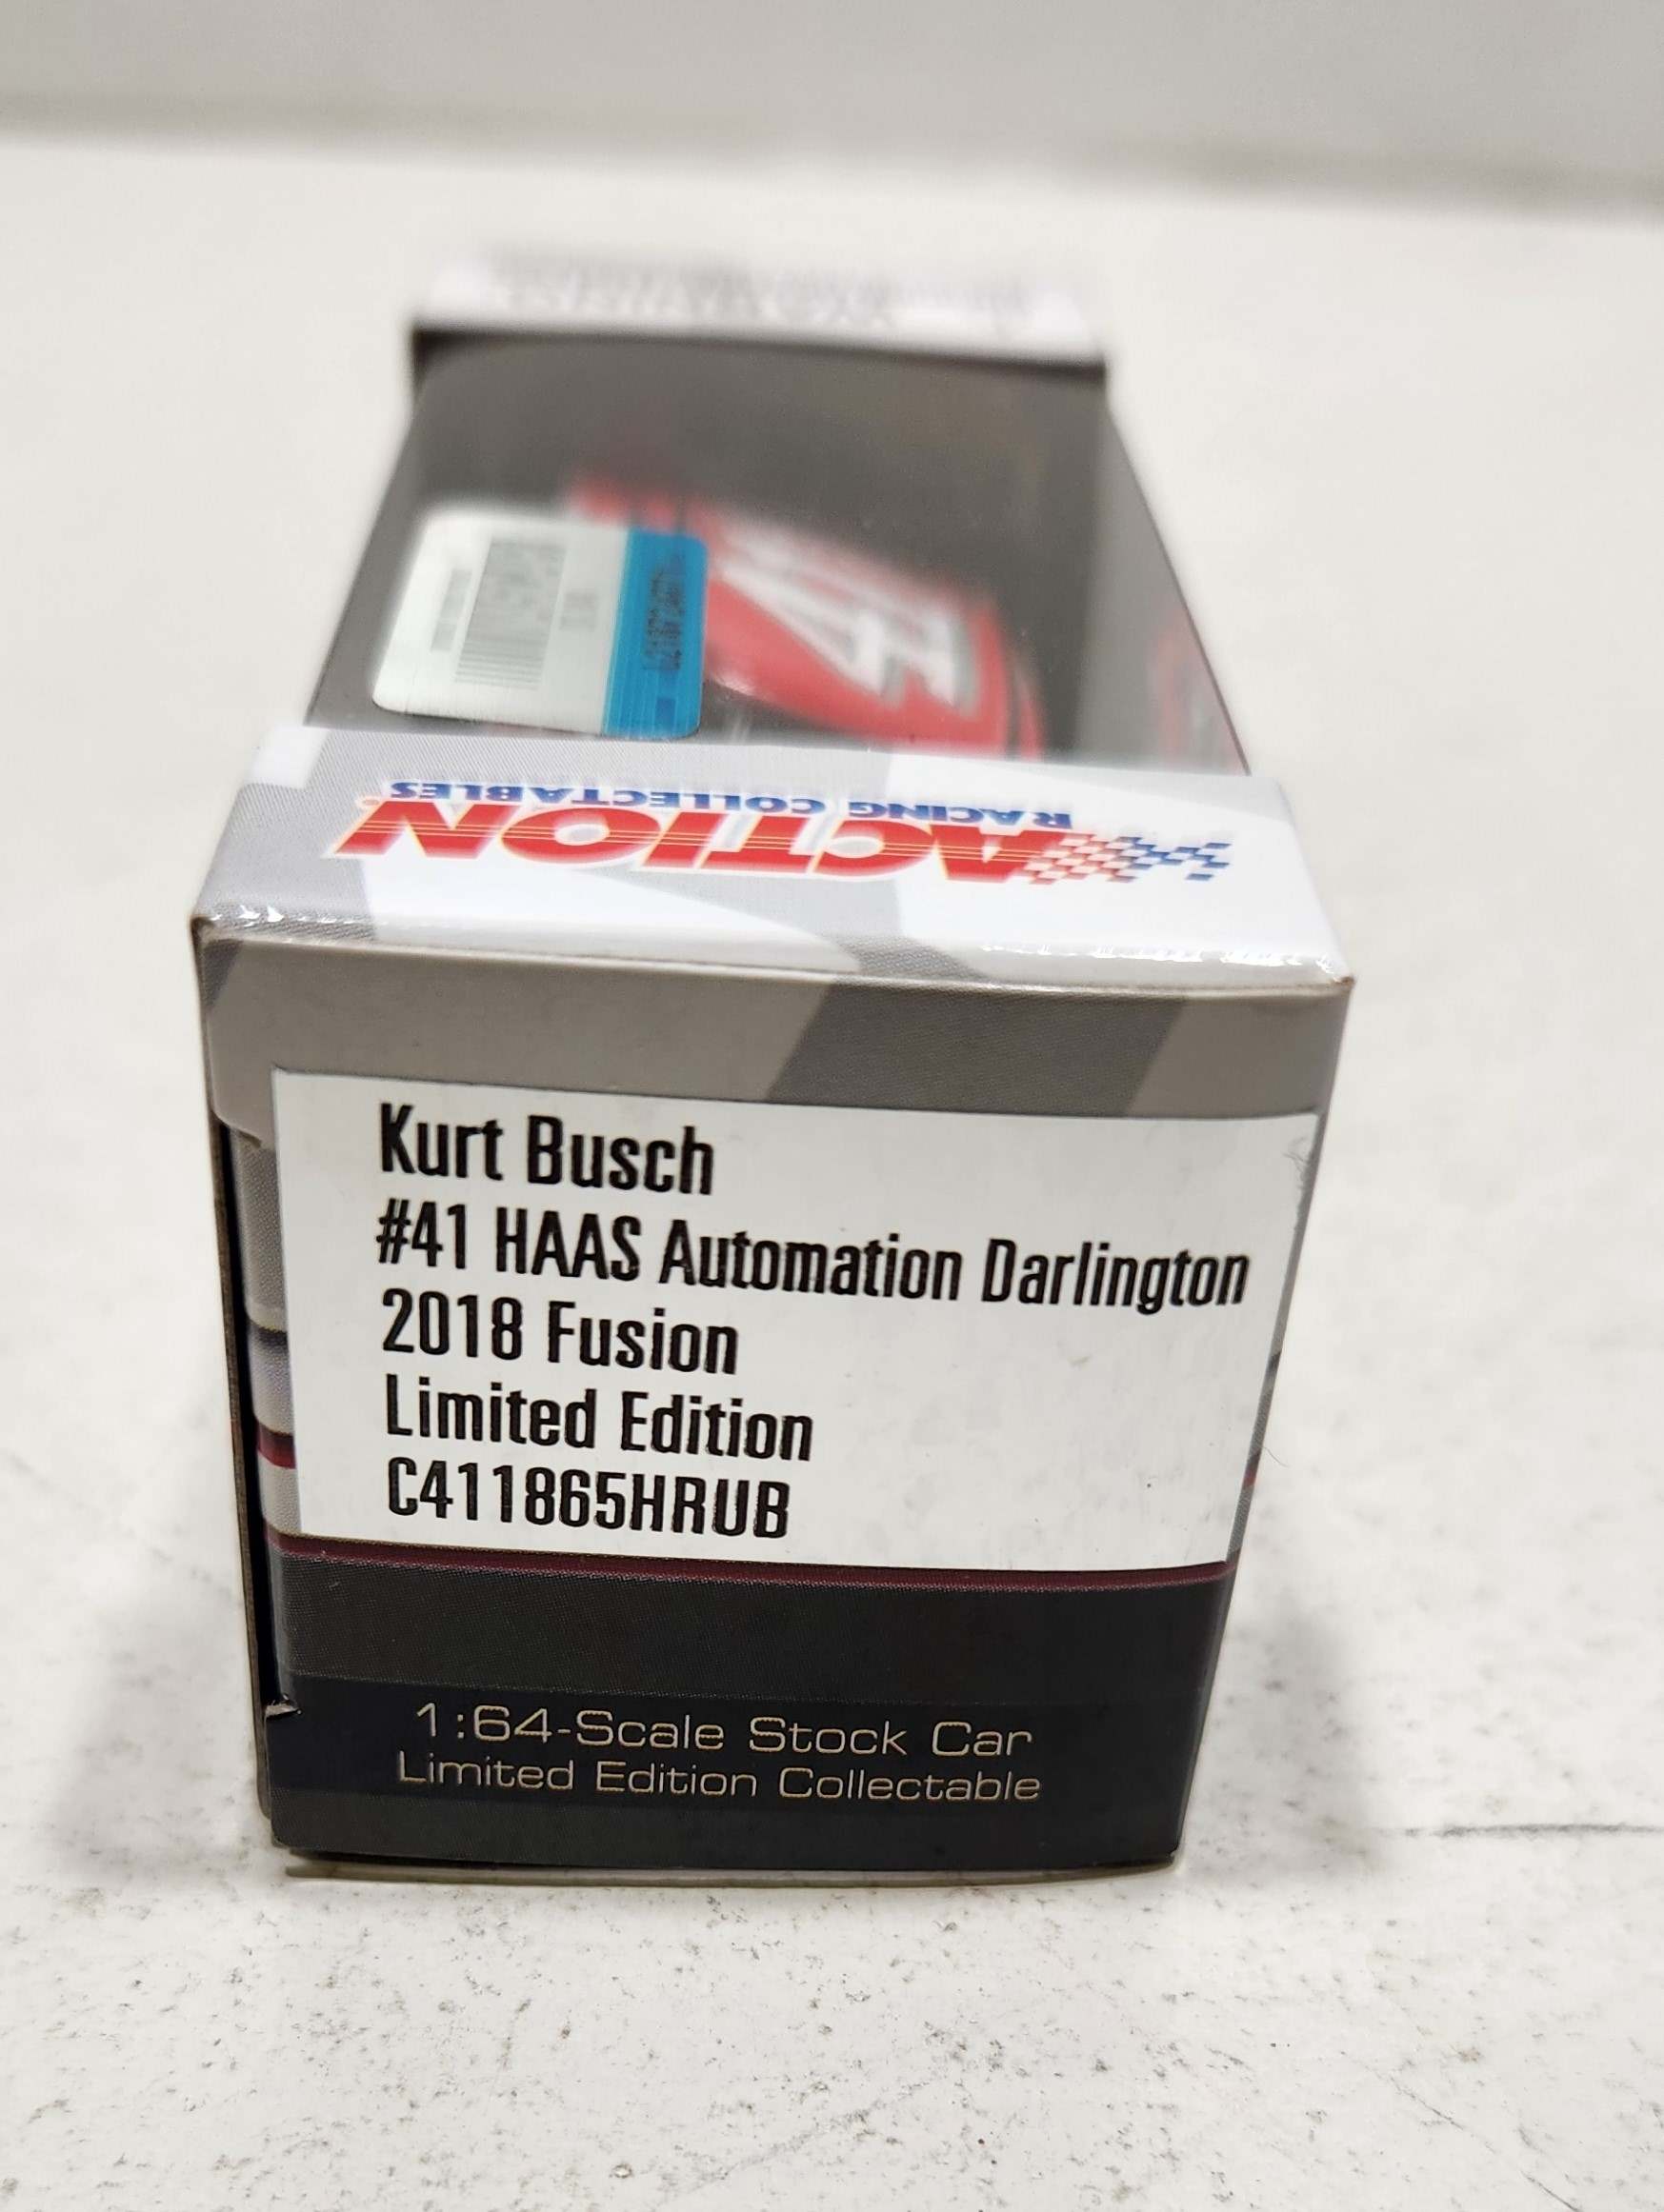 ACTION
RACING COLLECTABLES
Kurt Busch
#41 HAAS Automation Darlington
2018 Fusion
Limited Edition
C411865HRUB
1:64-Scale Stock Car
Limited Edition Collectable